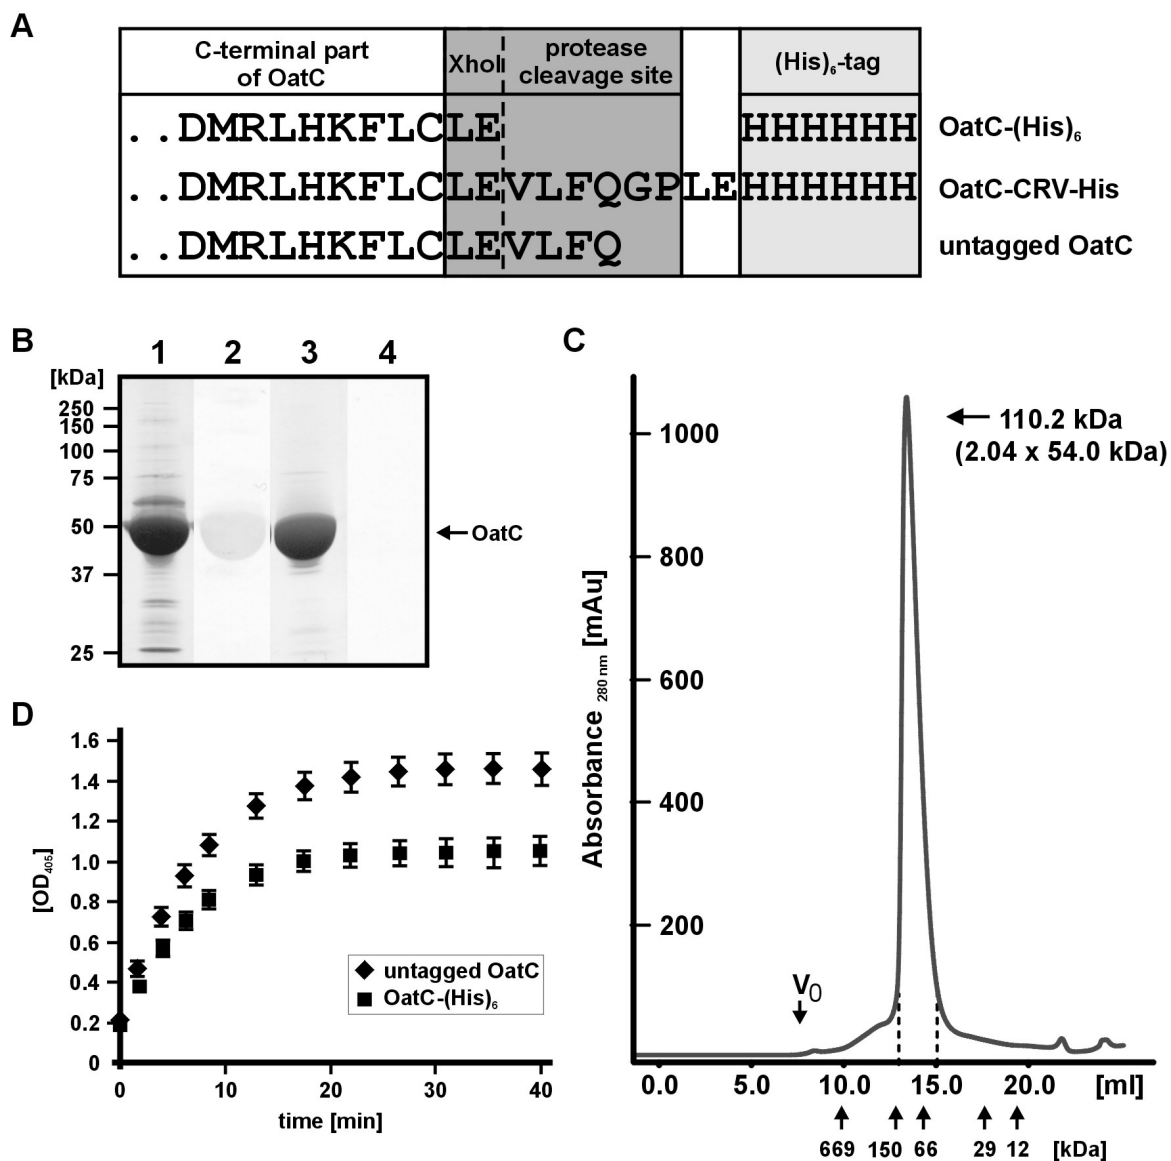 A
C-terminal part
of OatC
XhoI
protease
cleavage site
(His)₆-tag
. . DMRLHKFLCLE HHHHHH OatC-(His)₆
. . DMRLHKFLCLEVLFQGPLEHHHHHH OatC-CRV-His
. . DMRLHKFLCLEVLFQ untagged OatC
B
1 2 3 4
[kDa]
250
150
100
75
50
37
25
OatC
C
1000
800
600
400
200
Absorbance 280 nm [mAu]
110.2 kDa
(2.04 x 54.0 kDa)
V₀
0.0 5.0 10.0 15.0 20.0 [ml]
669 150 66 29 12 [kDa]
D
1.6
1.4
1.2
1.0
0.8
0.6
0.4
0.2
0
[OD₄₀₅]
untagged OatC
OatC-(His)₆
0 10 20 30 40
time [min]